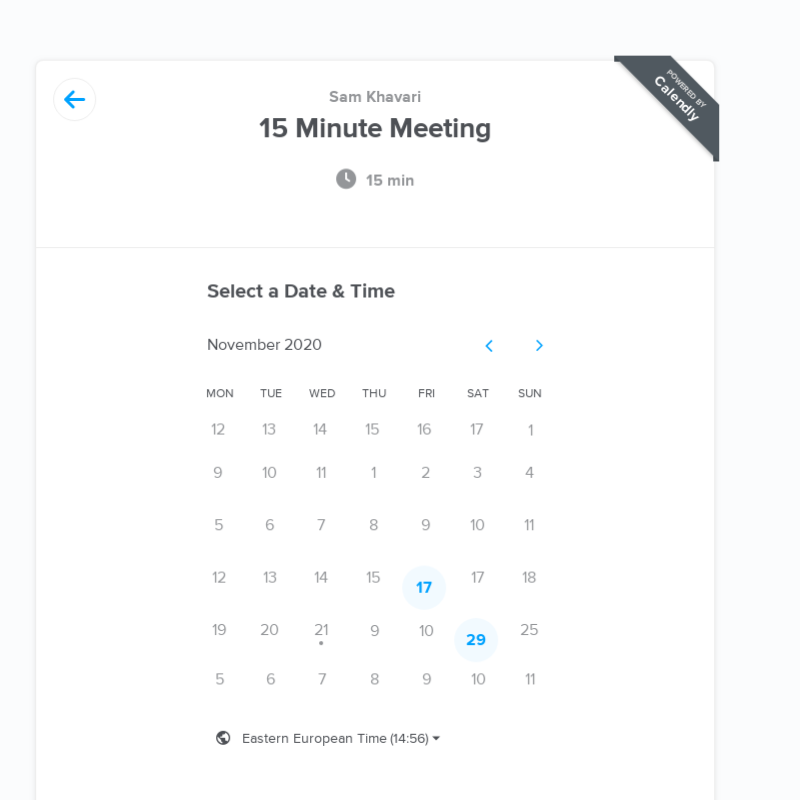 POWERED BY
Calendly
Sam Khavari
15 Minute Meeting
15 min
Select a Date & Time
November 2020
MON TUE WED THU FRI SAT SUN
12 13 14 15 16 17 1
9 10 11 1 2 3 4
5 6 7 8 9 10 11
12 13 14 15 17 17 18
19 20 21 9 10 29 25
5 6 7 8 9 10 11
Eastern European Time (14:56)